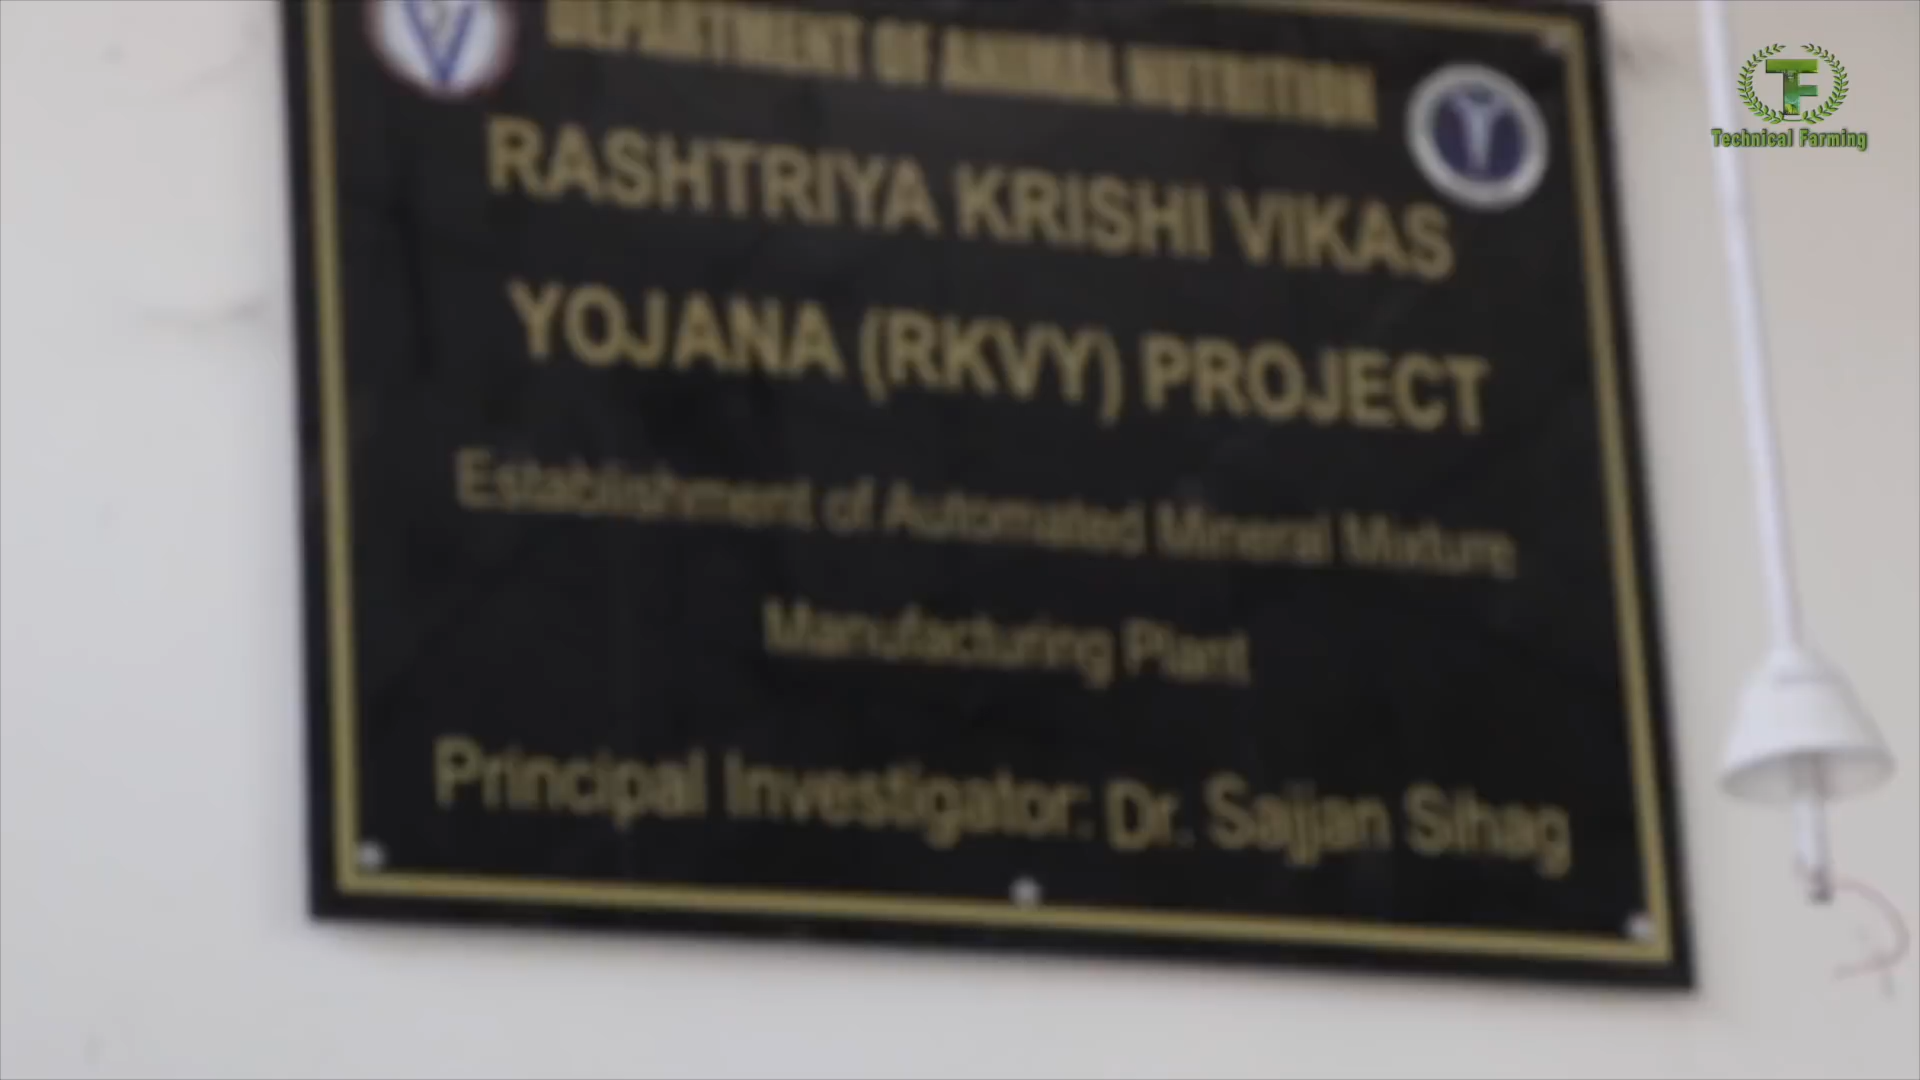 DEPARTMENT OF ANIMAL NUTRITION
RASHTRIYA KRISHI VIKAS
YOJANA (RKVY) PROJECT
Establishment of Automated Mineral Mixture
Manufacturing Plant
Principal Investigator: Dr. Sajjan Sihag
TF
Technical Farming